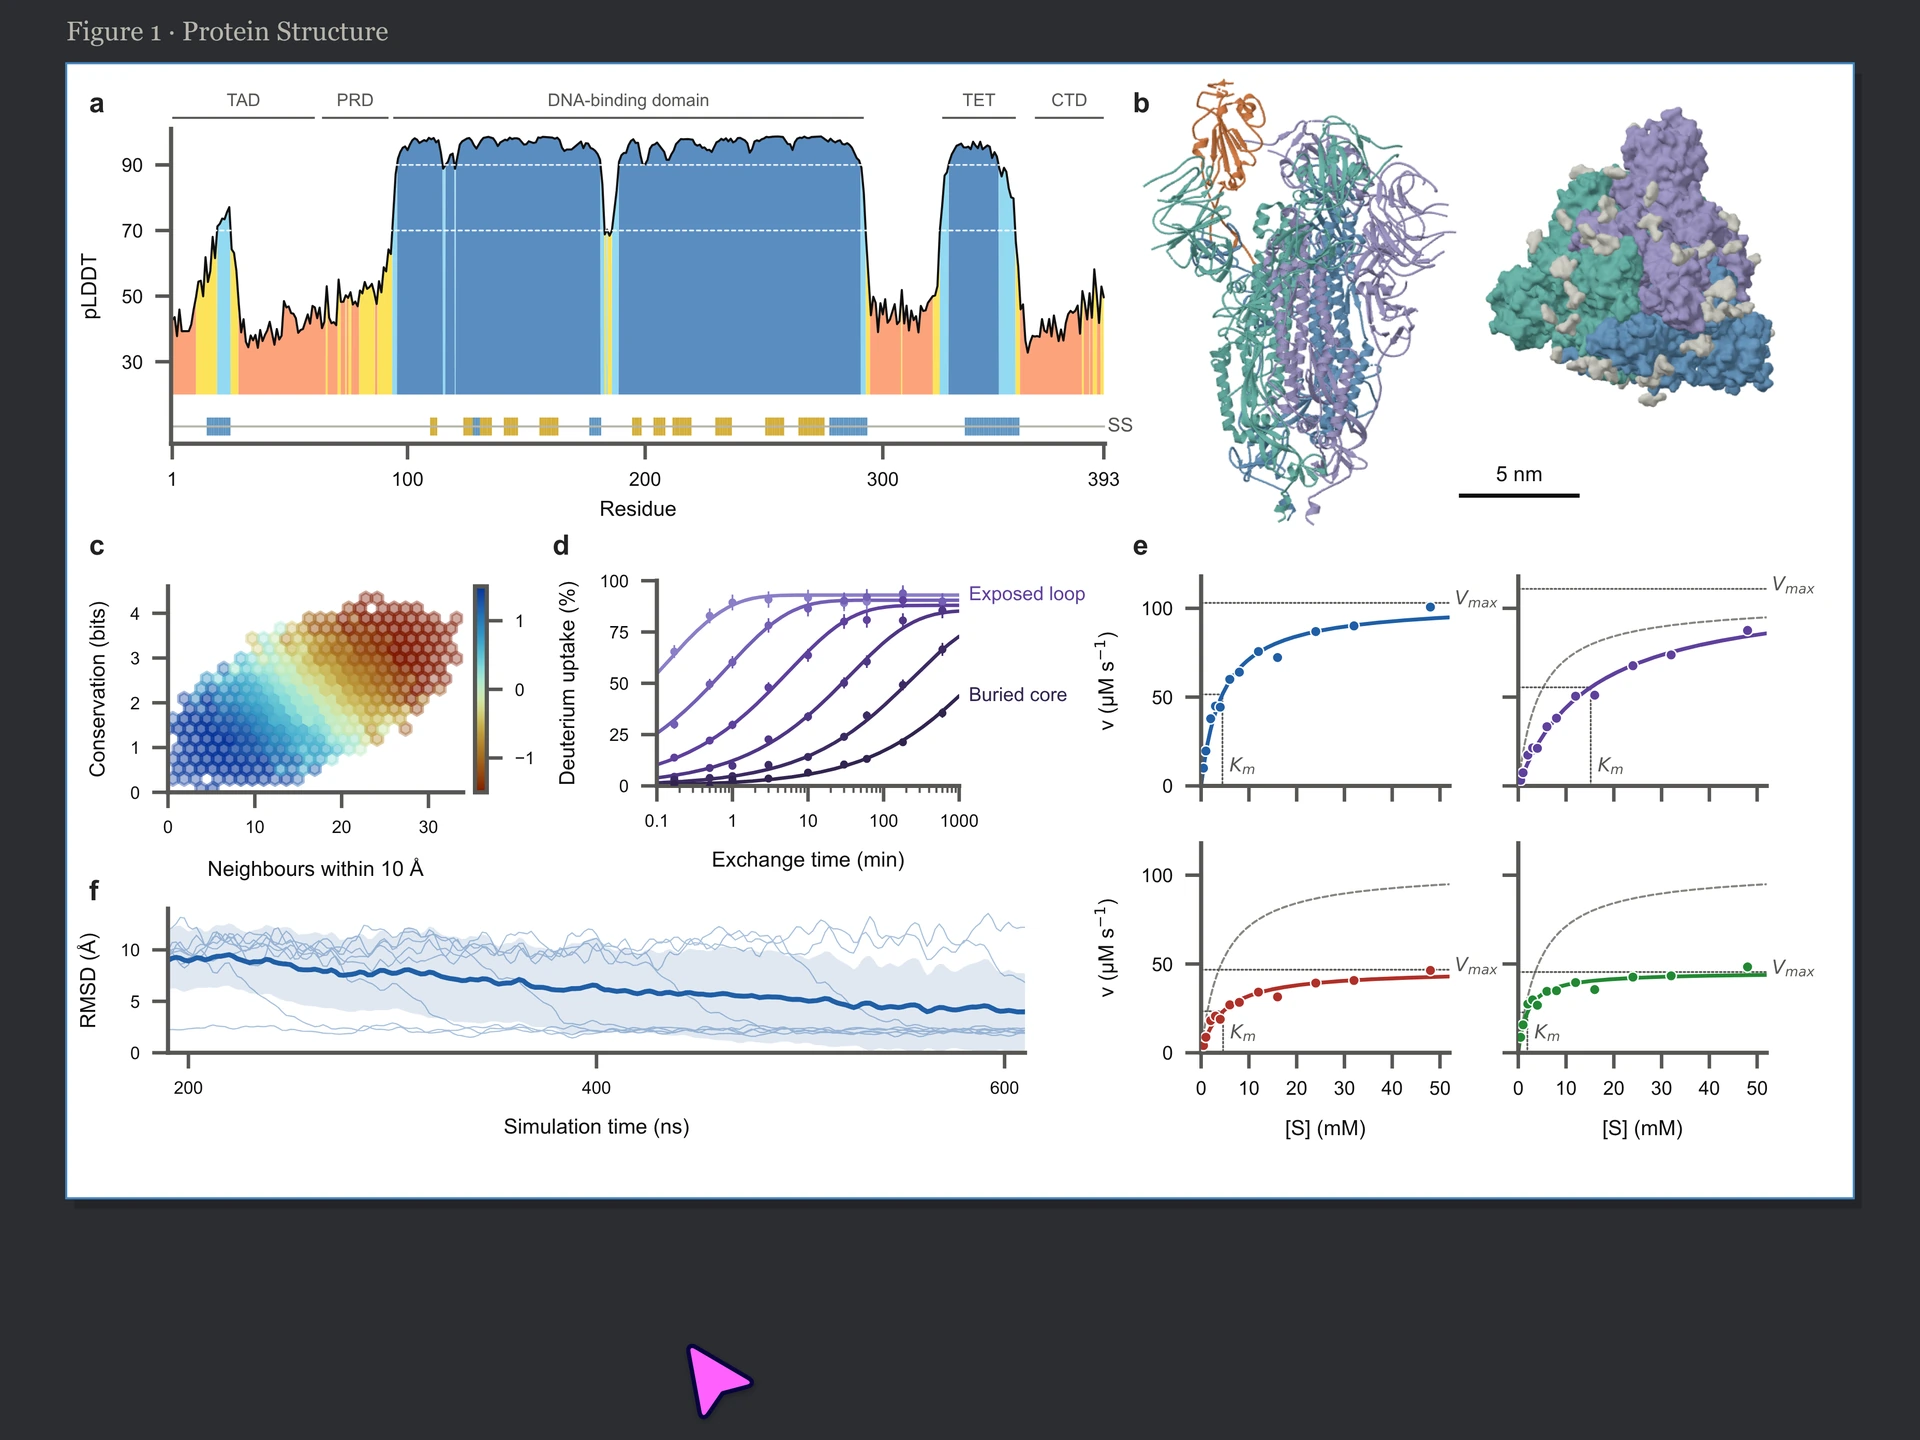 Figure 1 · Protein Structure
a
TAD
PRD
DNA-binding domain
TET
CTD
pLDDT
90
70
50
30
SS
1
100
200
300
393
Residue
b
5 nm
c
Conservation (bits)
4
3
2
1
0
0
10
20
30
Neighbours within 10 Å
1
0
−1
d
Deuterium uptake (%)
100
75
50
25
0
0.1
1
10
100
1000
Exchange time (min)
Exposed loop
Buried core
e
v (µM s⁻¹)
100
50
0
Vmax
Km
Vmax
Km
v (µM s⁻¹)
100
50
0
Vmax
Km
0
10
20
30
40
50
[S] (mM)
Vmax
Km
0
10
20
30
40
50
[S] (mM)
f
RMSD (Å)
10
5
0
200
400
600
Simulation time (ns)